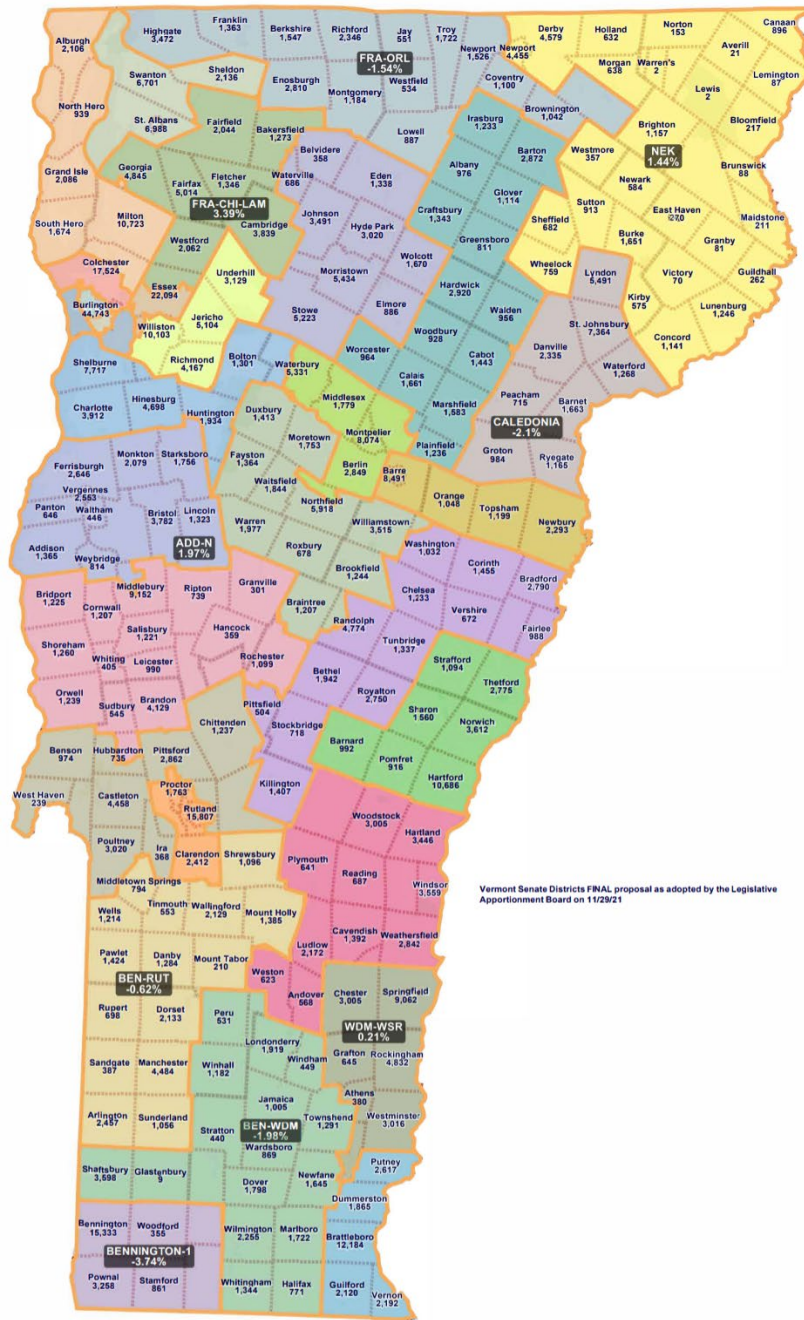 Franklin
1,363
Highgate
3,472
Berkshire
1,547
Richford
2,346
Jay
551
Troy
1,722
Newport
1,526
Newport
4,455
Derby
4,579
Holland
632
Norton
153
Canaan
896
Averill
21
Alburgh
2,106
Swanton
6,701
Sheldon
2,136
Enosburgh
2,810
FRA-ORL
-1.54%
Montgomery
1,184
Westfield
534
Coventry
1,100
Morgan
638
Warren's
2
Lewis
2
Lemington
87
North Hero
939
St. Albans
6,988
Fairfield
2,044
Bakersfield
1,273
Lowell
887
Irasburg
1,233
Brownington
1,042
Brighton
1,157
Bloomfield
217
Grand Isle
2,086
Georgia
4,845
Fairfax
5,014
Fletcher
1,346
Waterville
686
Belvidere
358
Eden
1,338
Albany
976
Barton
2,872
Westmore
357
NEK
1.44%
Newark
584
Brunswick
88
FRA-CHI-LAM
3.39%
Johnson
3,491
Hyde Park
3,020
Craftsbury
1,343
Glover
1,114
Sutton
913
East Haven
270
Maidstone
211
South Hero
1,674
Milton
10,723
Westford
2,062
Cambridge
3,839
Wolcott
1,670
Greensboro
811
Sheffield
682
Burke
1,651
Granby
81
Colchester
17,524
Underhill
3,129
Morristown
5,434
Wheelock
759
Lyndon
5,491
Victory
70
Guildhall
262
Essex
22,094
Elmore
886
Hardwick
2,920
Kirby
575
Lunenburg
1,246
Burlington
44,743
Jericho
5,104
Stowe
5,223
Walden
956
Danville
2,335
St. Johnsbury
7,364
Concord
1,141
Williston
10,103
Woodbury
928
Richmond
4,167
Bolton
1,301
Waterbury
5,331
Worcester
964
Cabot
1,443
Waterford
1,268
Shelburne
7,717
Calais
1,661
Peacham
715
Barnet
1,663
Charlotte
3,912
Hinesburg
4,698
Middlesex
1,779
Marshfield
1,583
CALEDONIA
-2.1%
Huntington
1,934
Duxbury
1,413
Montpelier
8,074
Plainfield
1,236
Groton
984
Ryegate
1,165
Ferrisburgh
2,646
Monkton
2,079
Starksboro
1,756
Fayston
1,364
Moretown
1,753
Berlin
2,849
Barre
8,491
Vergennes
2,553
Waitsfield
1,844
Orange
1,048
Topsham
1,199
Newbury
2,293
Panton
646
Waltham
446
Bristol
3,782
Lincoln
1,323
Northfield
5,918
Addison
1,365
Weybridge
814
ADD-N
1.97%
Warren
1,977
Roxbury
678
Williamstown
3,515
Washington
1,032
Corinth
1,455
Bradford
2,790
Brookfield
1,244
Chelsea
1,233
Bridport
1,225
Middlebury
9,152
Ripton
739
Granville
301
Braintree
1,207
Vershire
672
Fairlee
988
Cornwall
1,207
Salisbury
1,221
Hancock
359
Randolph
4,774
Tunbridge
1,337
Shoreham
1,260
Whiting
405
Leicester
990
Rochester
1,099
Bethel
1,942
Strafford
1,094
Thetford
2,775
Orwell
1,239
Sudbury
545
Brandon
4,129
Pittsfield
504
Royalton
2,750
Sharon
1560
Norwich
3,612
Chittenden
1,237
Stockbridge
718
Barnard
992
Benson
974
Hubbardton
735
Pittsford
2,862
Pomfret
916
Hartford
10,686
West Haven
239
Castleton
4,458
Proctor
1,763
Killington
1,407
Rutland
15,807
Woodstock
3,005
Hartland
3,446
Poultney
3,020
Ira
368
Clarendon
2,412
Shrewsbury
1,096
Plymouth
641
Reading
687
Windsor
3,559
Middletown Springs
794
Tinmouth
553
Wallingford
2,129
Mount Holly
1,385
Vermont Senate Districts FINAL proposal as adopted by the Legislative
Apportionment Board on 11/29/21
Wells
1,214
Cavendish
1,392
Weathersfield
2,842
Ludlow
2,172
Pawlet
1,424
Danby
1,284
Mount Tabor
210
Weston
623
Andover
568
Chester
3,005
Springfield
9,062
BEN-RUT
-0.62%
Rupert
698
Dorset
2,133
Peru
531
WDM-WSR
0.21%
Londonderry
1,919
Windham
449
Grafton
645
Rockingham
4,832
Sandgate
387
Manchester
4,484
Winhall
1,182
Jamaica
1,005
Athens
380
Arlington
2,457
Sunderland
1,056
Stratton
440
BEN-WDM
-1.98%
Townshend
1,291
Westminster
3,016
Wardsboro
869
Shaftsbury
3,598
Glastenbury
9
Dover
1,798
Newfane
1,645
Putney
2,617
Dummerston
1,865
Bennington
15,333
Woodford
355
Wilmington
2,255
Marlboro
1,722
Brattleboro
12,184
BENNINGTON-1
-3.74%
Pownal
3,258
Stamford
861
Whitingham
1,344
Halifax
771
Guilford
2,120
Vernon
2,192